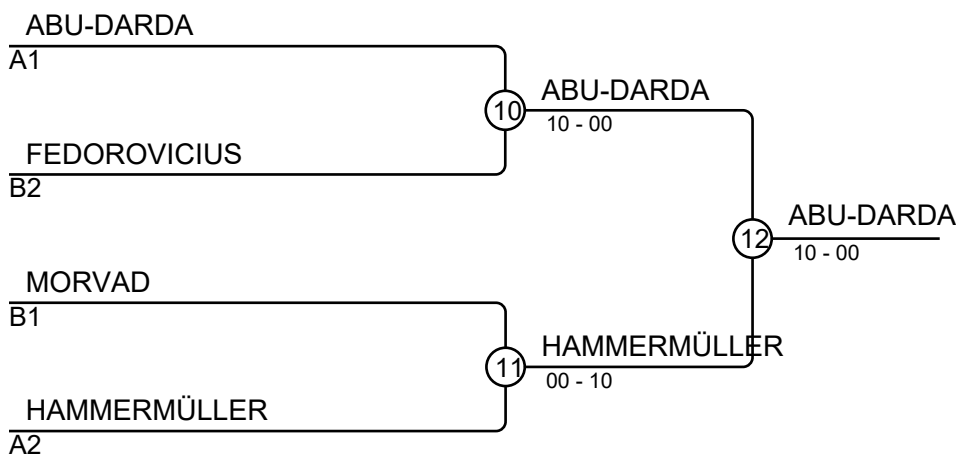 ABU-DARDA
A1
10
ABU-DARDA
10 - 00
FEDOROVICIUS
B2
12
ABU-DARDA
10 - 00
MORVAD
B1
11
HAMMERMÜLLER
00 - 10
HAMMERMÜLLER
A2